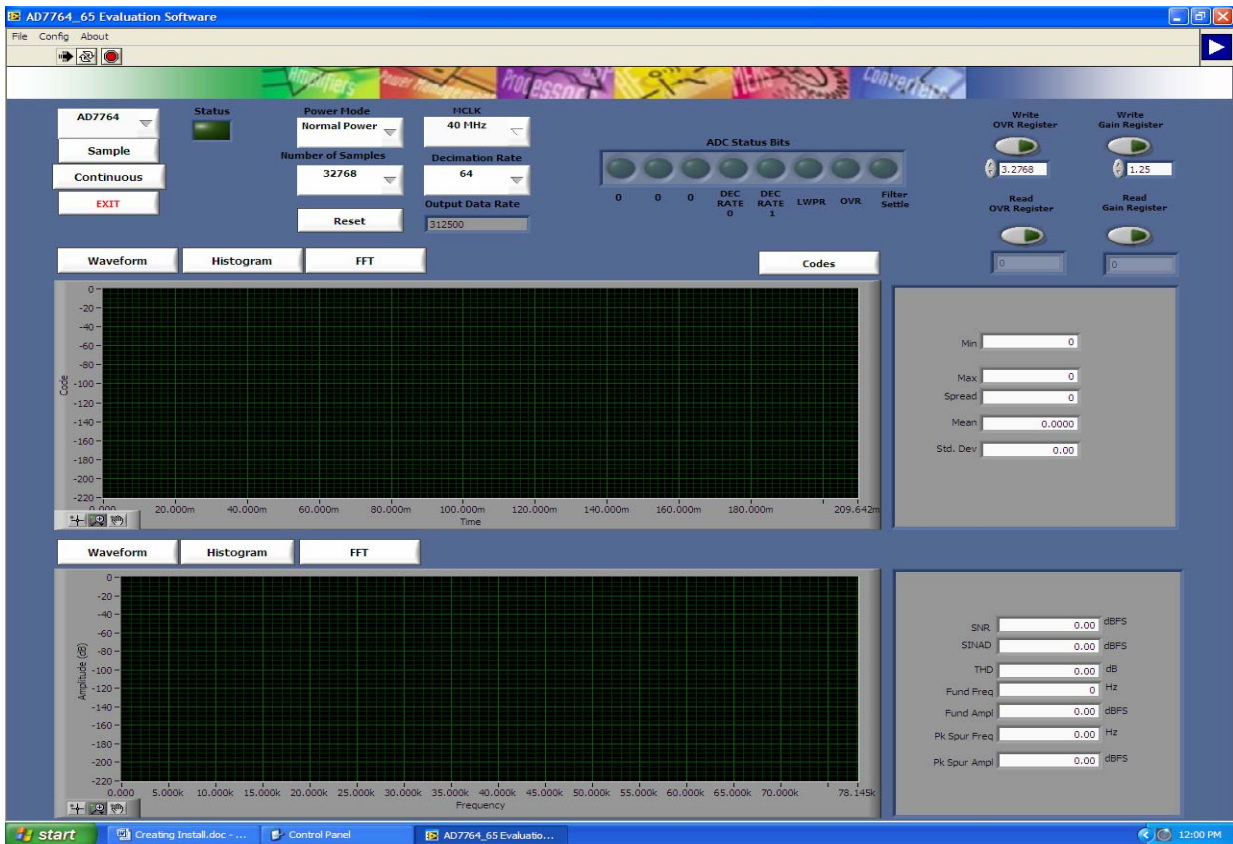 AD7764_65 Evaluation Software
File Config About
Amplifiers Power Management Processors MEMS Converters
AD7764
Sample
Continuous
EXIT
Status
Power Mode
Normal Power
Number of Samples
32768
Reset
MCLK
40 MHz
Decimation Rate
64
Output Data Rate
312500
ADC Status Bits
0 0 0 DEC RATE 0 DEC RATE 1 LWPR OVR Filter Settle
Write OVR Register
3.2768
Write Gain Register
1.25
Read OVR Register
0
Read Gain Register
0
Waveform Histogram FFT Codes
Code
0
-20
-40
-60
-80
-100
-120
-140
-160
-180
-200
-220
0.000 20.000m 40.000m 60.000m 80.000m 100.000m 120.000m 140.000m 160.000m 180.000m 209.642m
Time
Min 0
Max 0
Spread 0
Mean 0.0000
Std. Dev 0.00
Waveform Histogram FFT
Amplitude (dB)
0
-20
-40
-60
-80
-100
-120
-140
-160
-180
-200
-220
0.000 5.000k 10.000k 15.000k 20.000k 25.000k 30.000k 35.000k 40.000k 45.000k 50.000k 55.000k 60.000k 65.000k 70.000k 78.145k
Frequency
SNR 0.00 dBFS
SINAD 0.00 dBFS
THD 0.00 dB
Fund Freq 0 Hz
Fund Ampl 0.00 dBFS
Pk Spur Freq 0.00 Hz
Pk Spur Ampl 0.00 dBFS
start Creating Install.doc - ... Control Panel AD7764_65 Evaluatio... 12:00 PM